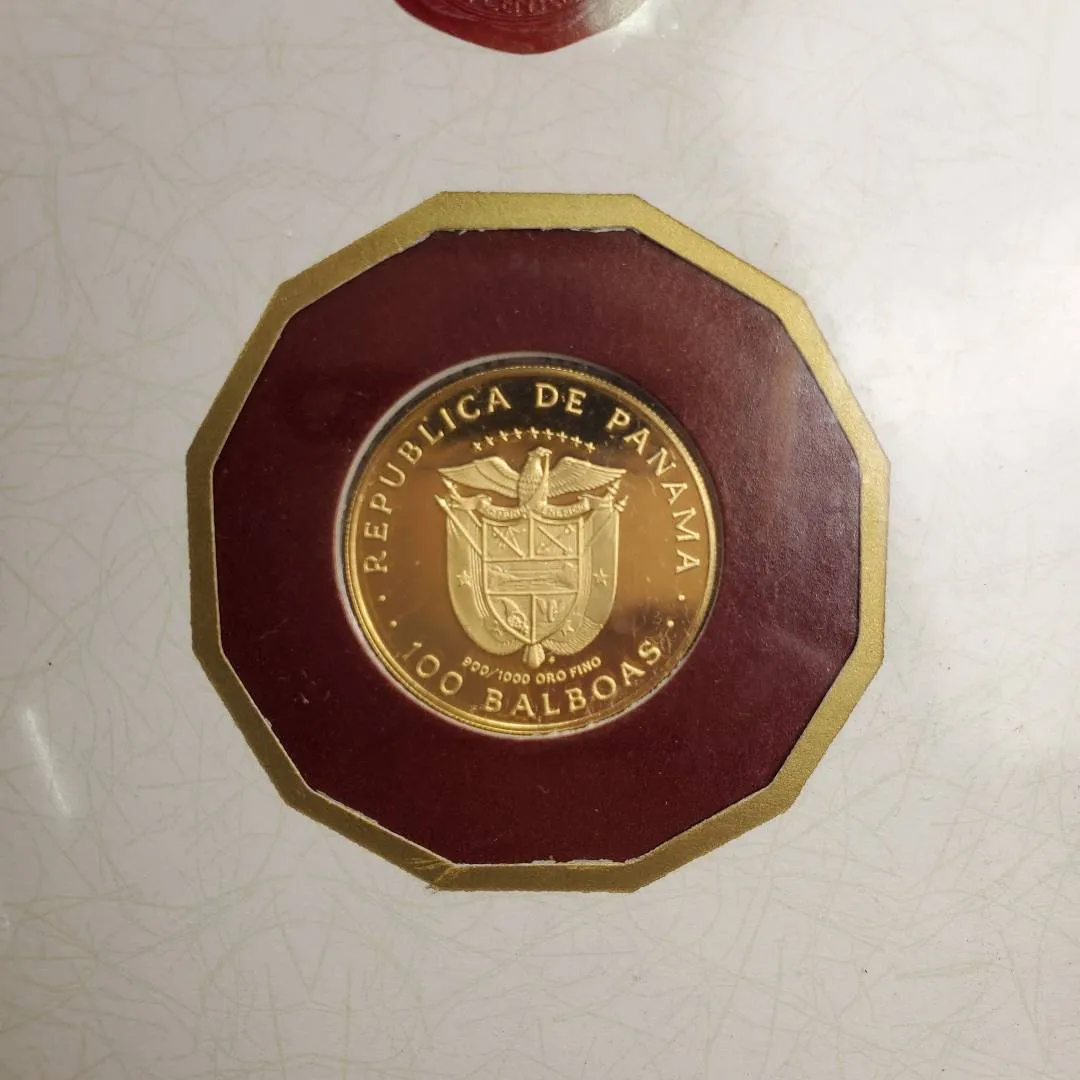 REPUBLICA DE PANAMA
900/1000 ORO FINO
100 BALBOAS